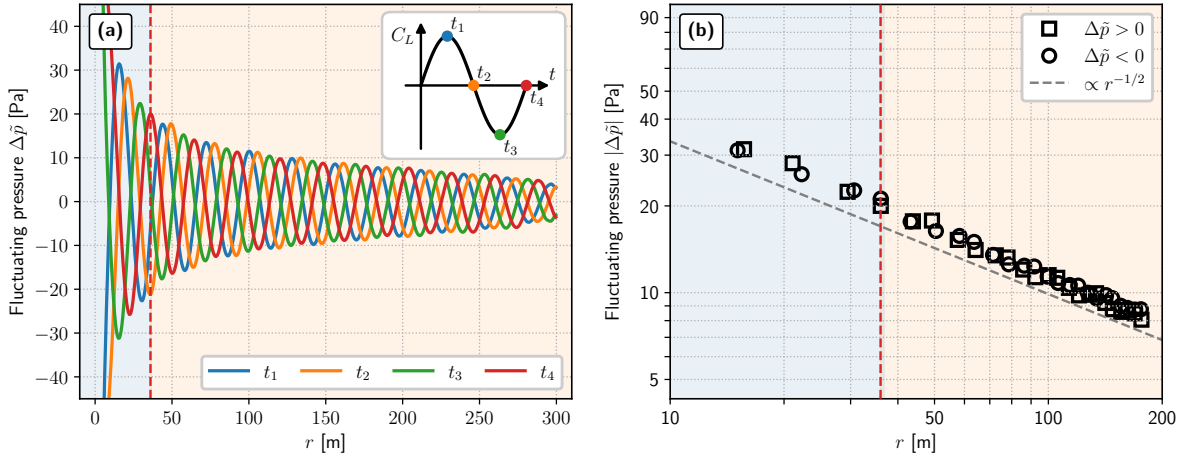 (a)
C_L
t_1
t_2
t
t_4
t_3
40
30
20
10
0
−10
−20
−30
−40
Fluctuating pressure Δp̃ [Pa]
t_1 t_2 t_3 t_4
0 50 100 150 200 250 300
r [m]
(b)
Δp̃ > 0
Δp̃ < 0
∝ r^{−1/2}
90
50
30
20
10
5
Fluctuating pressure |Δp̃| [Pa]
10 50 100 200
r [m]